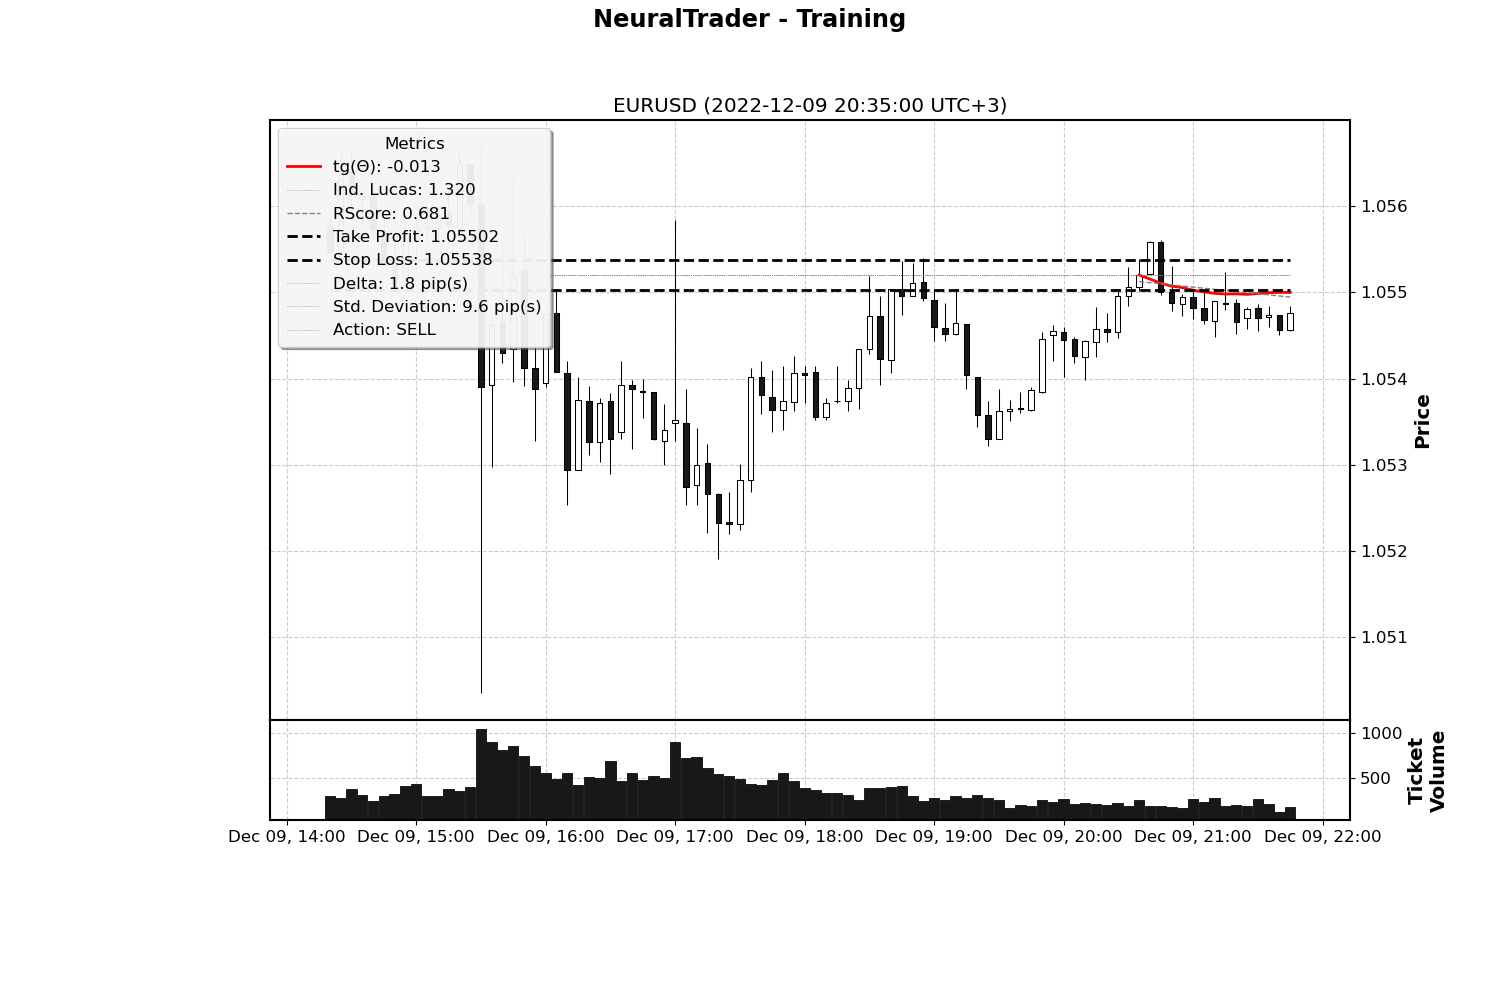 NeuralTrader - Training
EURUSD (2022-12-09 20:35:00 UTC+3)
Metrics
tg(Θ): -0.013
Ind. Lucas: 1.320
RScore: 0.681
Take Profit: 1.05502
Stop Loss: 1.05538
Delta: 1.8 pip(s)
Std. Deviation: 9.6 pip(s)
Action: SELL
1.056
1.055
1.054
1.053
1.052
1.051
Price
1000
500
Ticket
Volume
Dec 09, 14:00 Dec 09, 15:00 Dec 09, 16:00 Dec 09, 17:00 Dec 09, 18:00 Dec 09, 19:00 Dec 09, 20:00 Dec 09, 21:00 Dec 09, 22:00